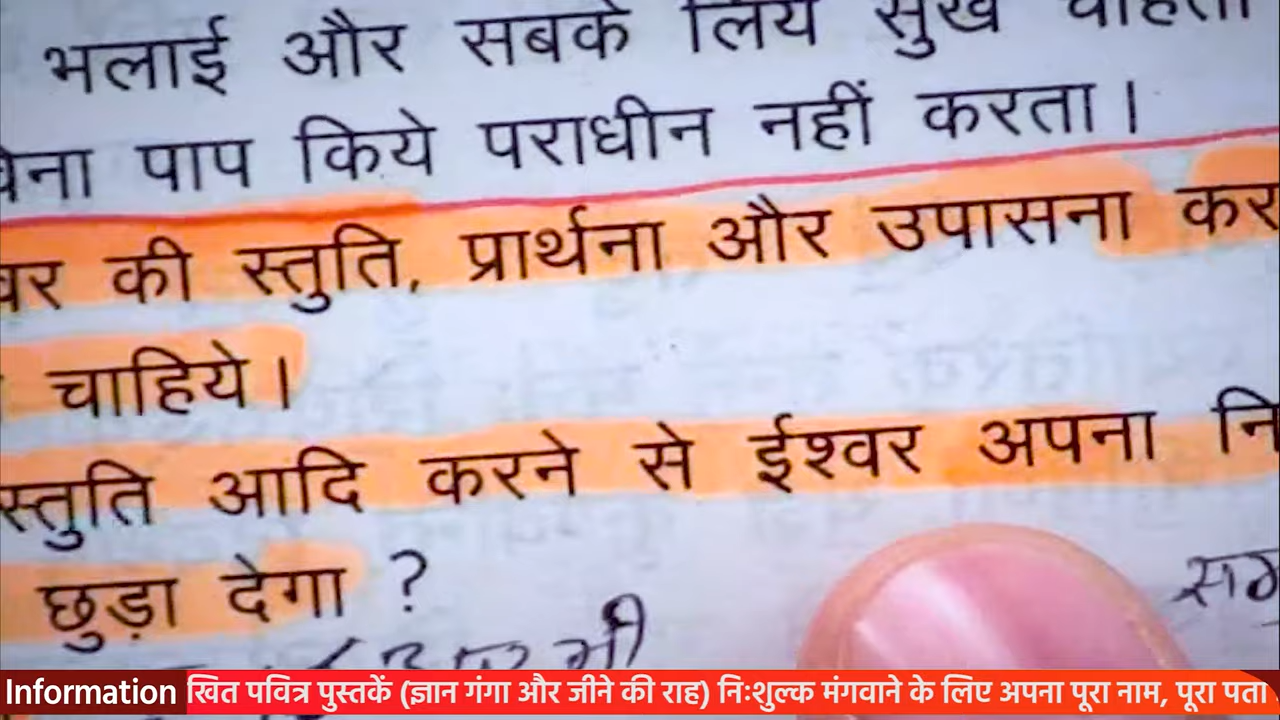 भलाई और सबके लिये सुख चाहता
पाप किये पराधीन नहीं करता।
की स्तुति, प्रार्थना और उपासना कर
चाहिये।
स्तुति आदि करने से ईश्वर अपना नि
छुड़ा देगा ?
Information खित पवित्र पुस्तकें (ज्ञान गंगा और जीने की राह) निःशुल्क मंगवाने के लिए अपना पूरा नाम, पूरा पता